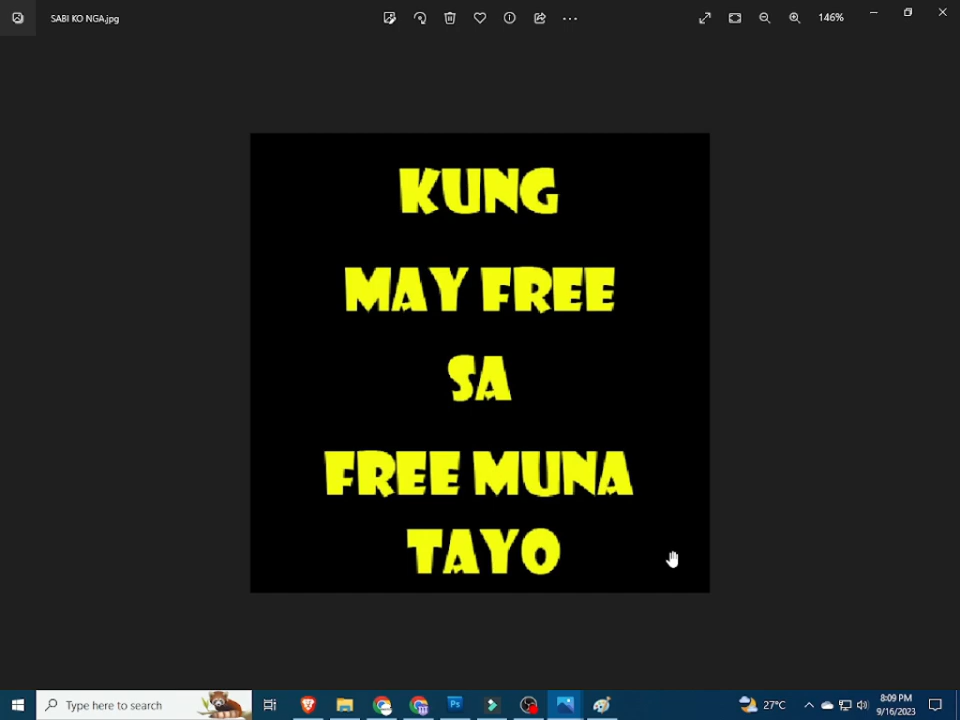 SABI KO NGA.jpg
146%
KUNG
MAY FREE
SA
FREE MUNA
TAYO
Type here to search
Ps
27°C
8:09 PM
9/16/2023